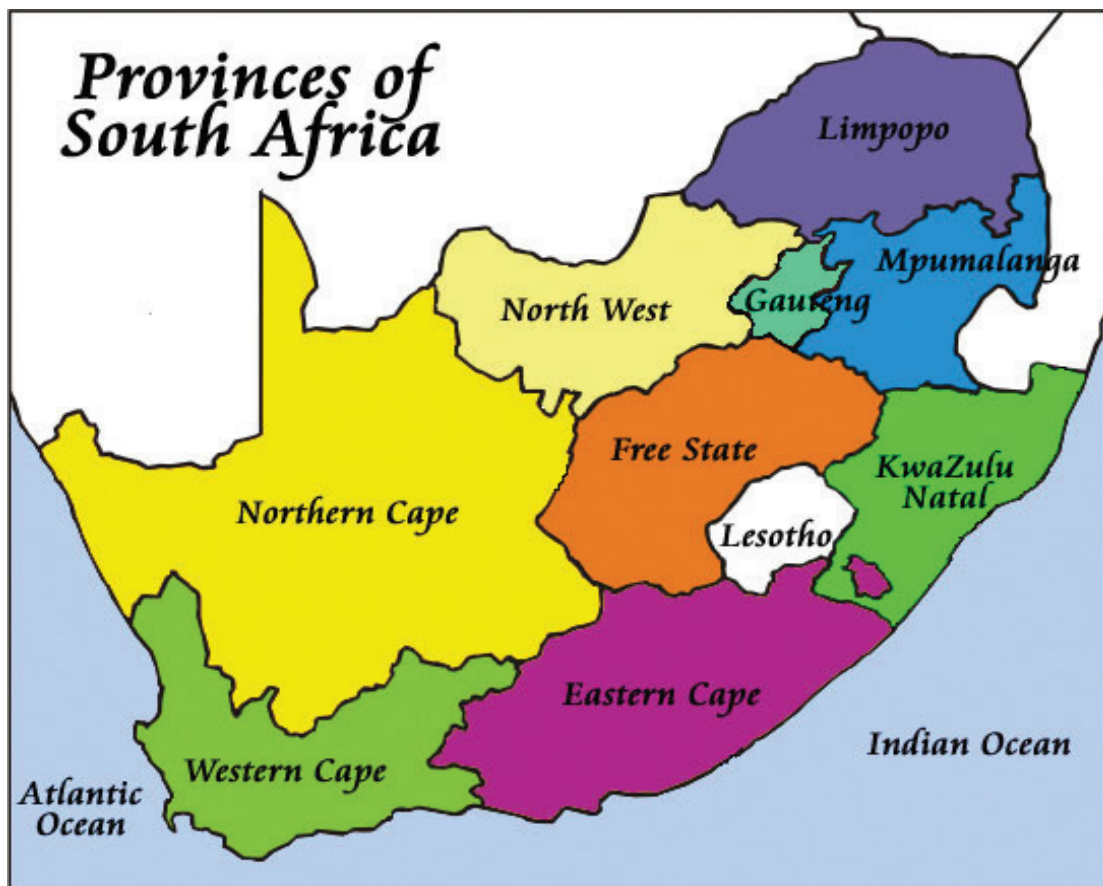 Provinces of
South Africa
Limpopo
Mpumalanga
Gauteng
North West
Free State
KwaZulu
Natal
Northern Cape
Lesotho
Eastern Cape
Indian Ocean
Western Cape
Atlantic
Ocean